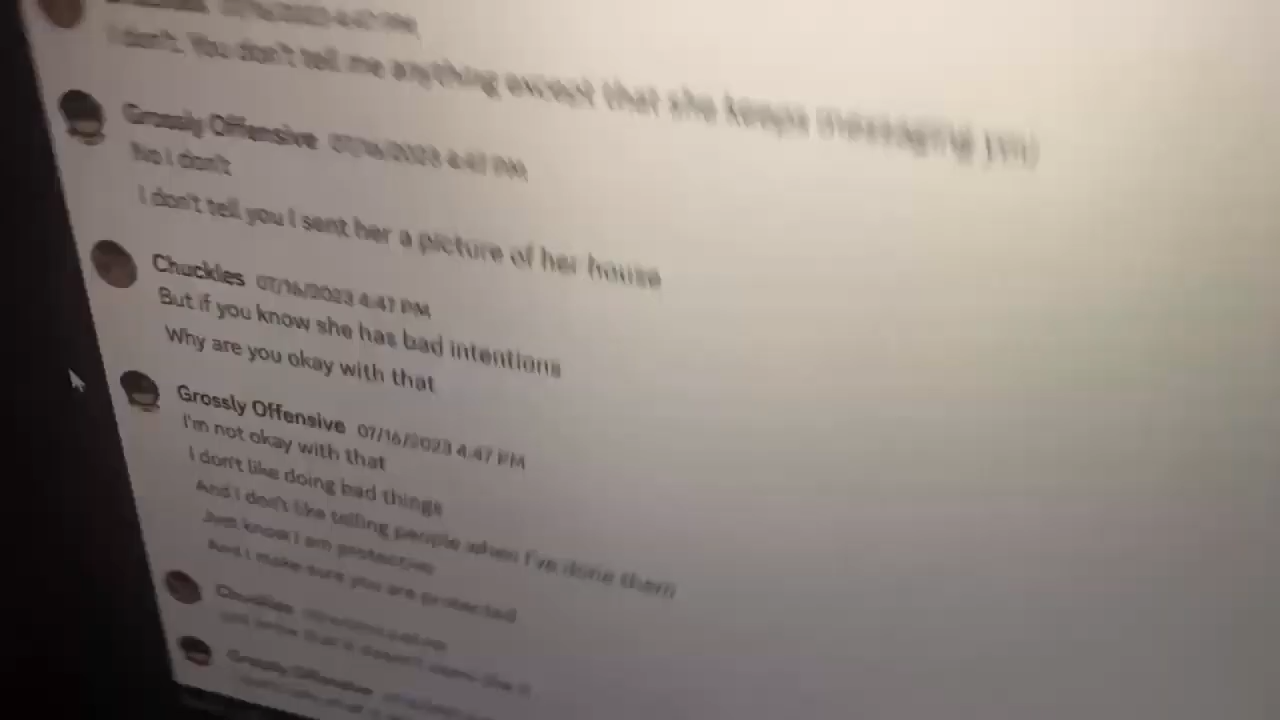 I don't. You don't tell me anything except that she keeps messaging you
Grossly Offensive 07/16/2023 4:47 PM
No I don't
I don't tell you I sent her a picture of her house
Chuckles 07/16/2023 4:47 PM
But if you know she has bad intentions
Why are you okay with that
Grossly Offensive 07/16/2023 4:47 PM
I'm not okay with that
I don't like doing bad things
And I don't like telling people when I've done them
Just know I am protective
And I make sure you are protected
Chuckles
Grossly Offensive